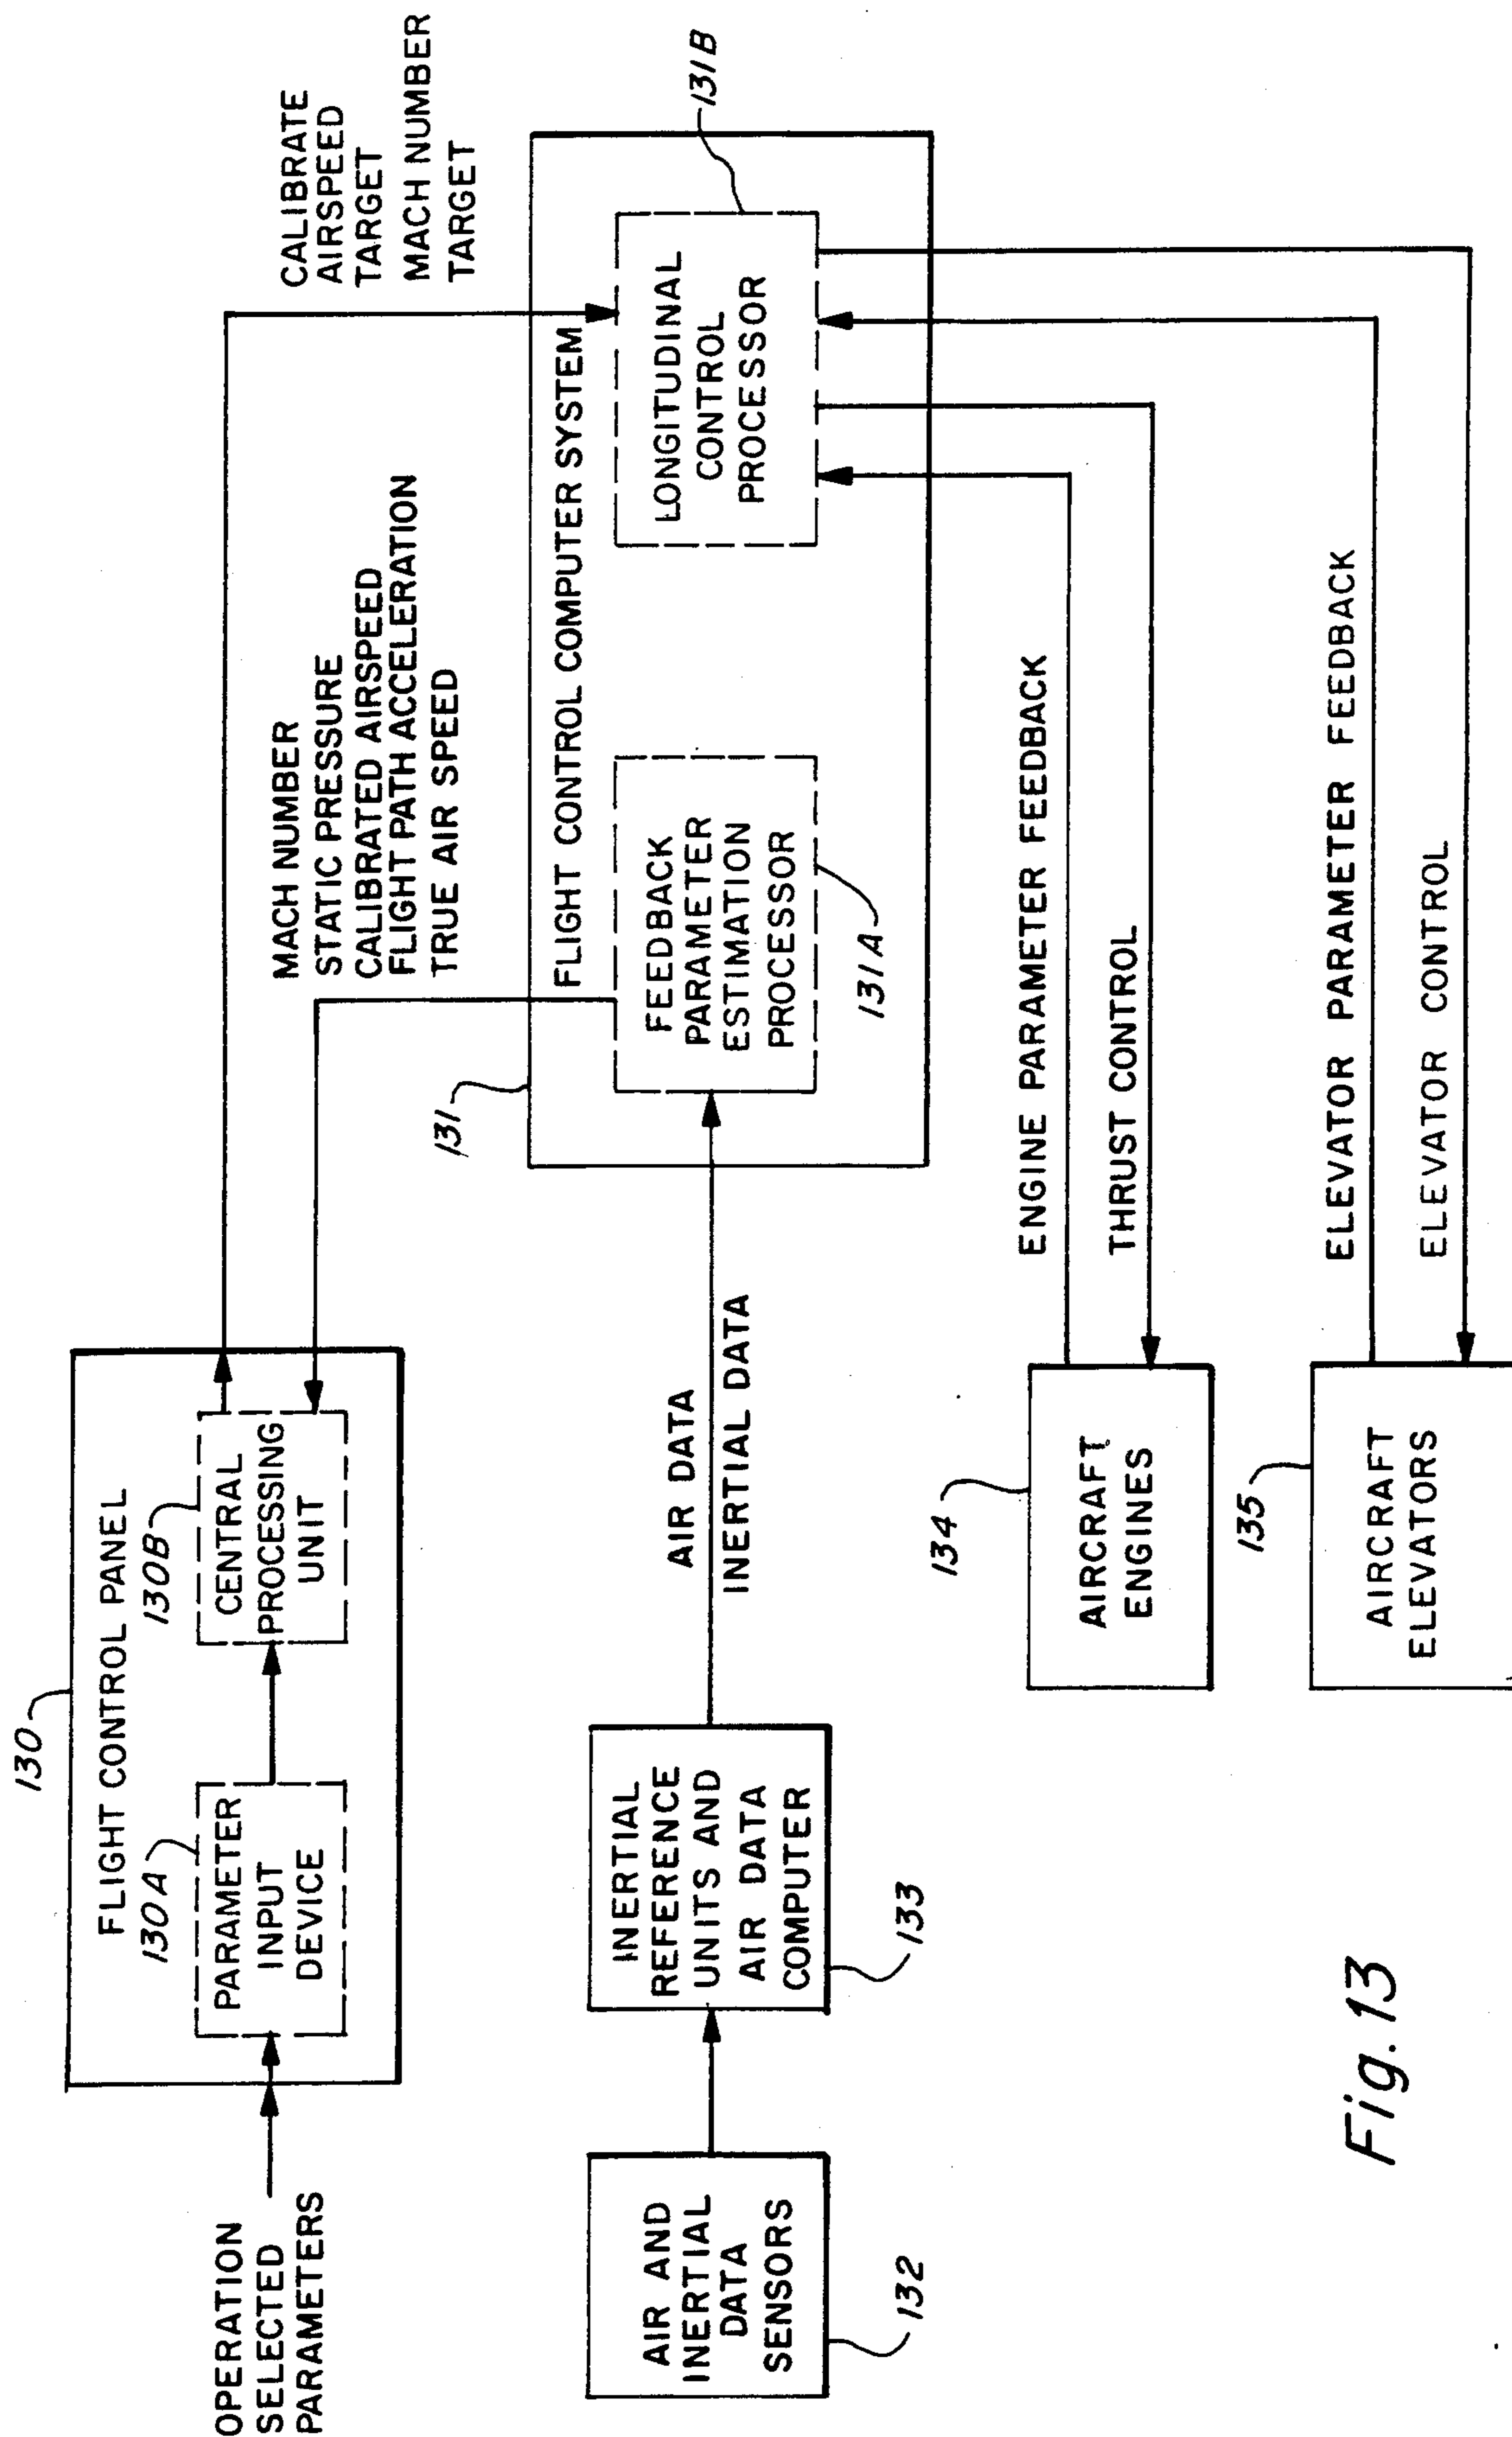 130
FLIGHT CONTROL PANEL
130A
PARAMETER
INPUT
DEVICE
130B
CENTRAL
PROCESSING
UNIT
OPERATION
SELECTED
PARAMETERS
CALIBRATE
AIRSPEED
TARGET
MACH NUMBER
TARGET
MACH NUMBER
STATIC PRESSURE
CALIBRATED AIRSPEED
FLIGHT PATH ACCELERATION
TRUE AIR SPEED
131
FLIGHT CONTROL COMPUTER SYSTEM
FEEDBACK
PARAMETER
ESTIMATION
PROCESSOR
131A
LONGITUDINAL
CONTROL
PROCESSOR
131B
AIR AND
INERTIAL
DATA
SENSORS
132
INERTIAL
REFERENCE
UNITS AND
AIR DATA
COMPUTER
133
AIR DATA
INERTIAL DATA
134
AIRCRAFT
ENGINES
ENGINE PARAMETER FEEDBACK
THRUST CONTROL
135
AIRCRAFT
ELEVATORS
ELEVATOR PARAMETER FEEDBACK
ELEVATOR CONTROL
Fig. 13